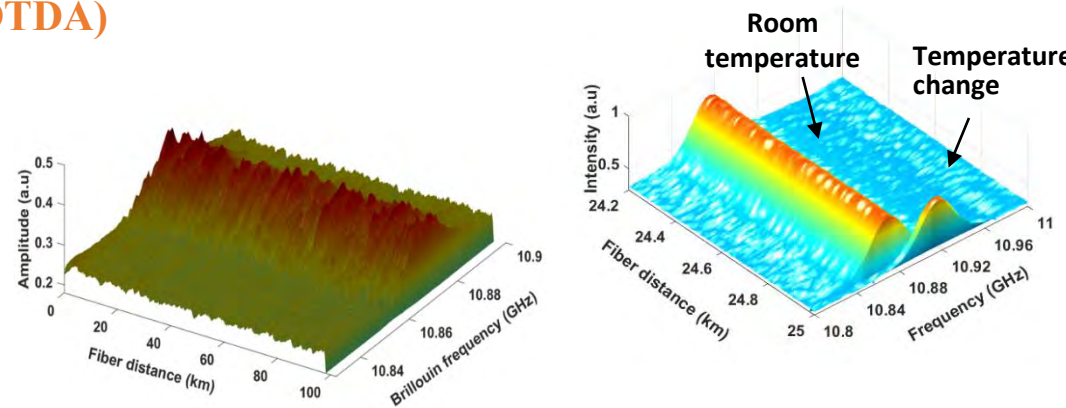 OTDA)
Amplitude (a.u)
0.5
0.4
0.3
0.2
0
20
40
60
80
100
Fiber distance (km)
10.84
10.86
10.88
10.9
Brillouin frequency (GHz)
Room
temperature
Temperature
change
Intensity (a.u)
1
0.5
24.2
24.4
24.6
24.8
25
Fiber distance (km)
10.8
10.84
10.88
10.92
10.96
11
Frequency (GHz)